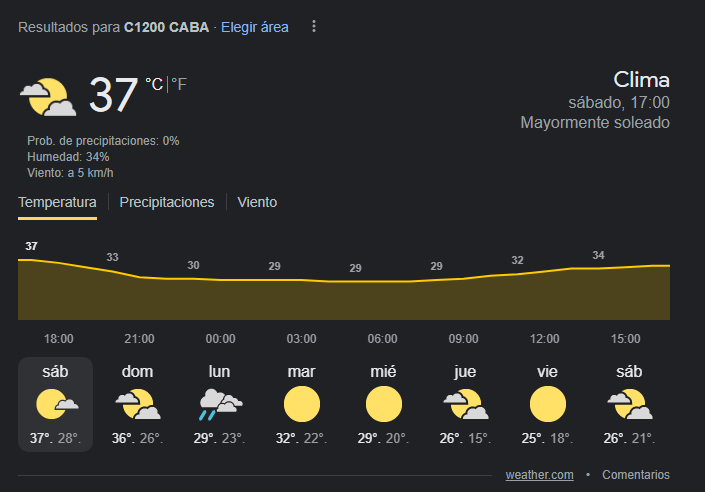 Resultados para C1200 CABA · Elegir área
37 °C | °F
Prob. de precipitaciones: 0%
Humedad: 34%
Viento: a 5 km/h
Clima
sábado, 17:00
Mayormente soleado
Temperatura | Precipitaciones | Viento
37 33 30 29 29 29 32 34
18:00 21:00 00:00 03:00 06:00 09:00 12:00 15:00
sáb dom lun mar mié jue vie sáb
37°. 28°. 36°. 26°. 29°. 23°. 32°. 22°. 29°. 20°. 26°. 15°. 25°. 18°. 26°. 21°.
weather.com • Comentarios